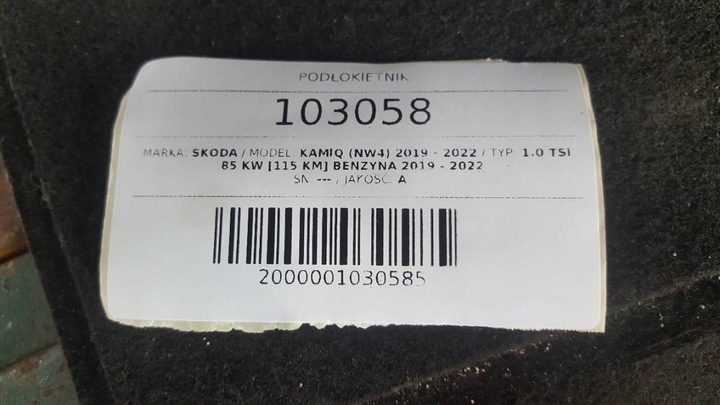 PODŁOKIETNIK
103058
MARKA: SKODA / MODEL: KAMIQ (NW4) 2019 - 2022 / TYP: 1.0 TSI
85 KW [115 KM] BENZYNA 2019 - 2022
SN: --- / JAKOŚĆ: A
2000001030585